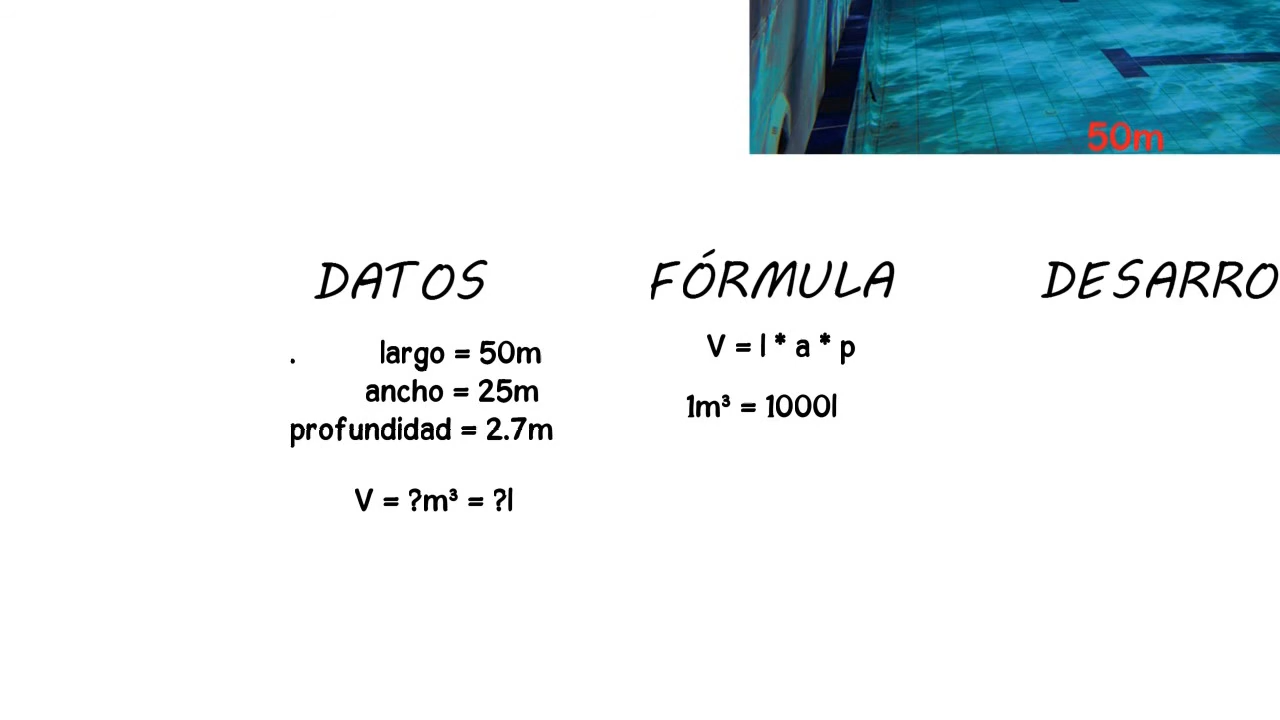 50m
DATOS FÓRMULA DESARRO
. largo = 50m V = l * a * p
ancho = 25m 1m³ = 1000l
profundidad = 2.7m
V = ?m³ = ?l